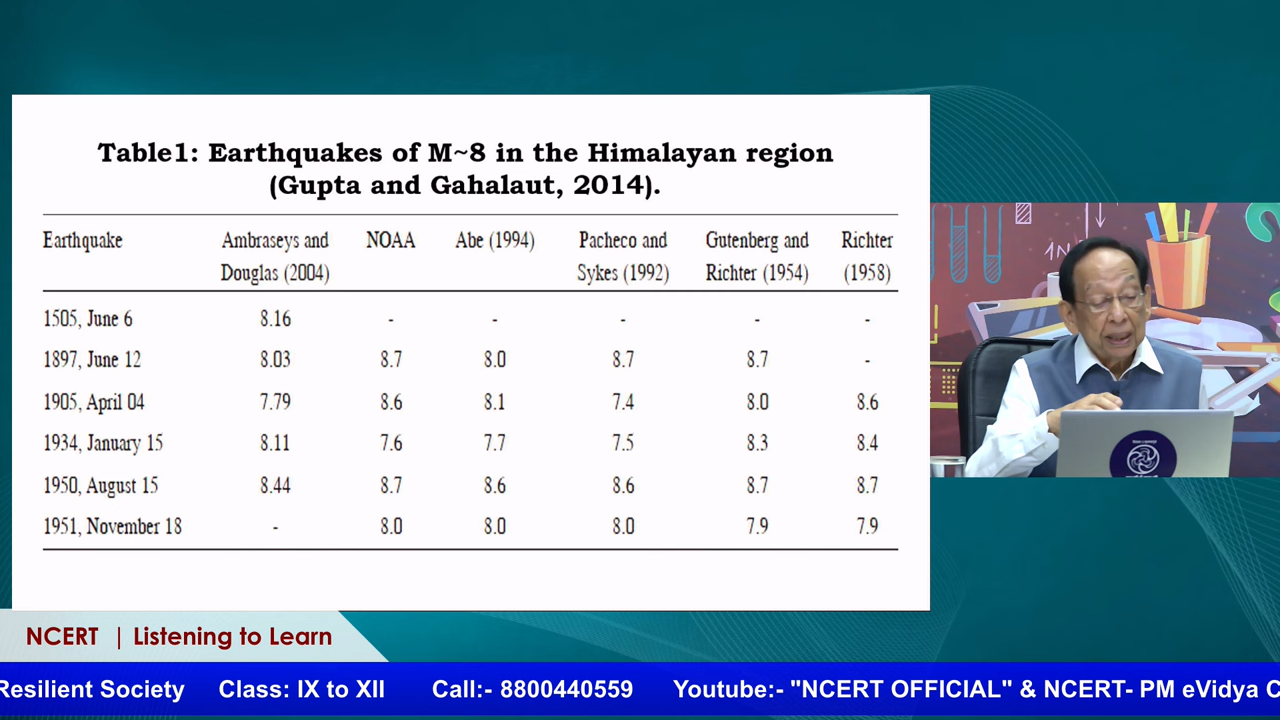 Table1: Earthquakes of M~8 in the Himalayan region
(Gupta and Gahalaut, 2014).
Earthquake Ambraseys and Douglas (2004) NOAA Abe (1994) Pacheco and Sykes (1992) Gutenberg and Richter (1954) Richter (1958)
1505, June 6 8.16 - - - - -
1897, June 12 8.03 8.7 8.0 8.7 8.7 -
1905, April 04 7.79 8.6 8.1 7.4 8.0 8.6
1934, January 15 8.11 7.6 7.7 7.5 8.3 8.4
1950, August 15 8.44 8.7 8.6 8.6 8.7 8.7
1951, November 18 - 8.0 8.0 8.0 7.9 7.9
NCERT | Listening to Learn
Resilient Society Class: IX to XII Call:- 8800440559 Youtube:- "NCERT OFFICIAL" & NCERT- PM eVidya C